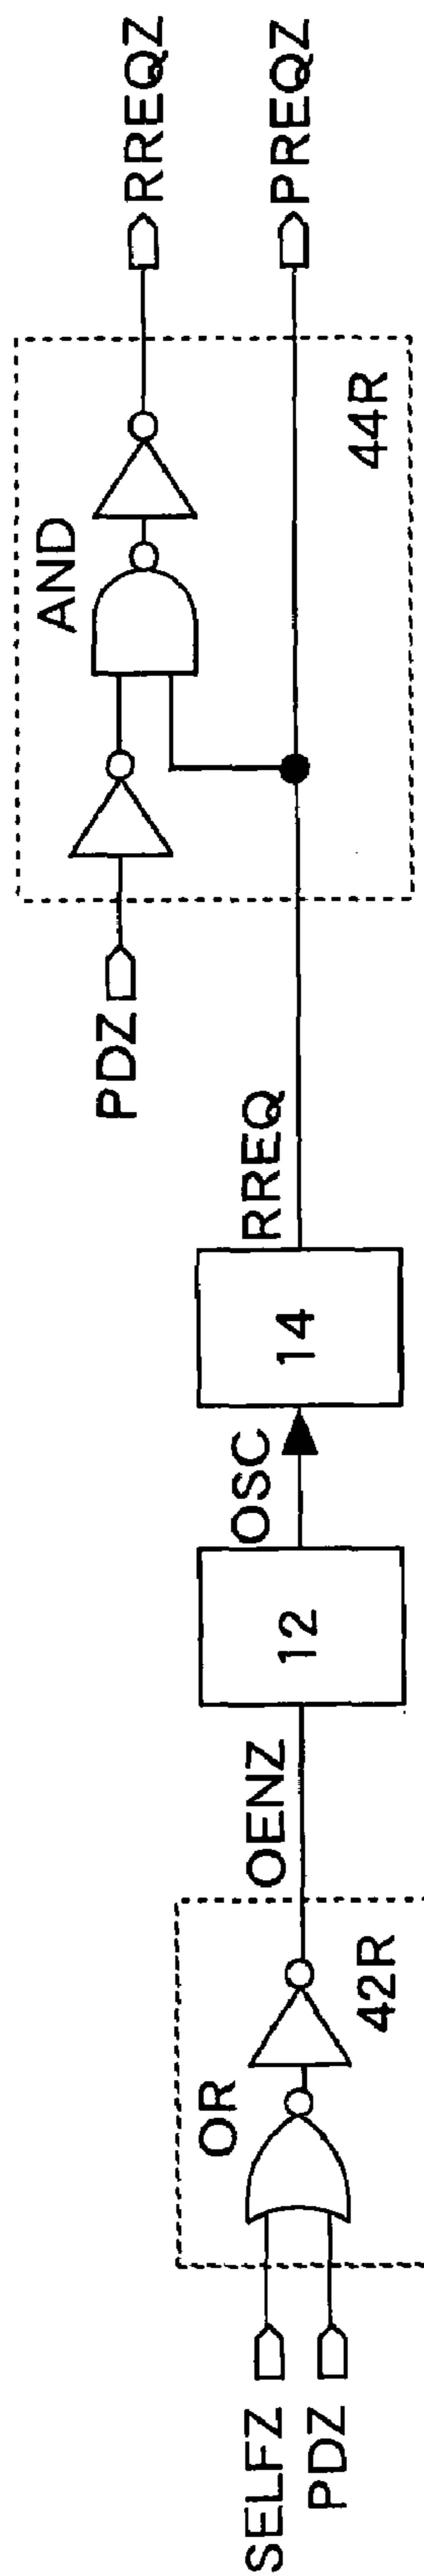 SELFZ
PDZ
OR
42R
OENZ
12
OSC
14
RREQ
PDZ
AND
44R
RREQZ
PREQZ